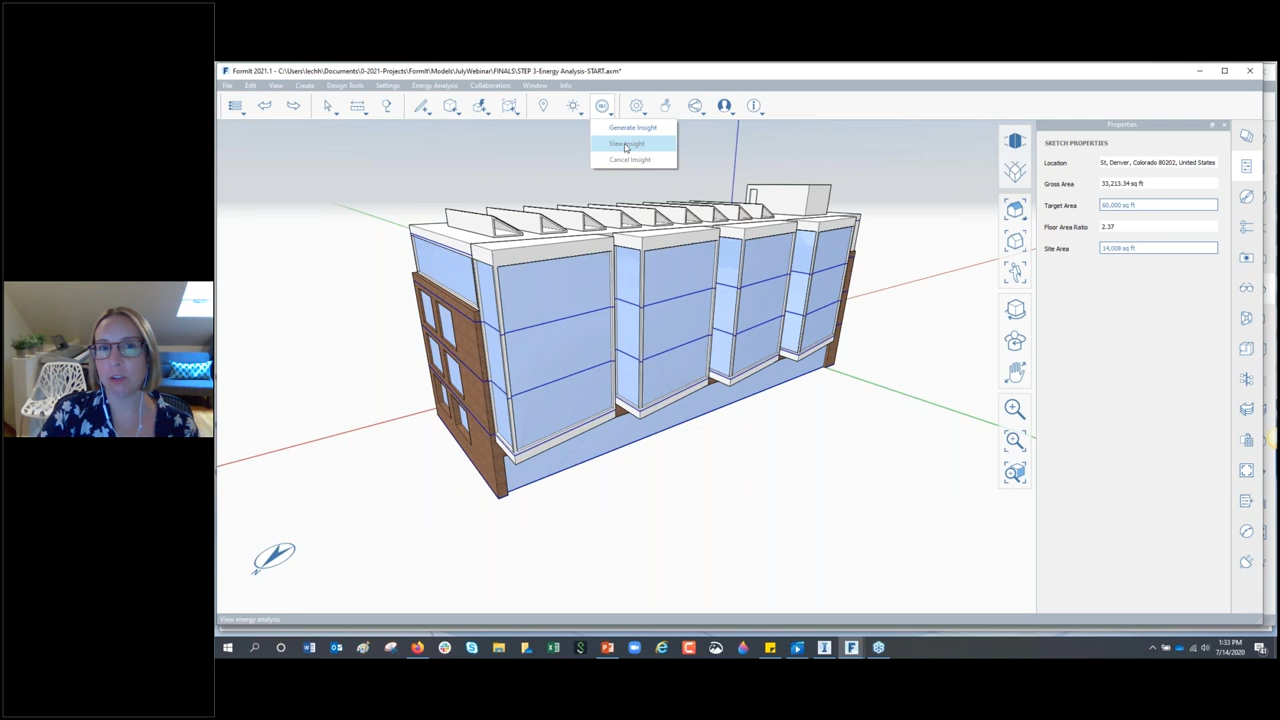 FormIt 2021.1 - C:\Users\lechh\Documents\0-2021-Projects\FormIt\Models\JulyWebinar\FINALS\STEP 3-Energy Analysis-START.axm*
File Edit View Create Design Tools Settings Energy Analysis Collaboration Window Info
Generate Insight
View Insight
Cancel Insight
Properties
SKETCH PROPERTIES
Location St, Denver, Colorado 80202, United States
Gross Area 33,213.34 sq ft
Target Area 60,000 sq ft
Floor Area Ratio 2.37
Site Area 14,008 sq ft
N
View energy analysis
1:33 PM
7/14/2020